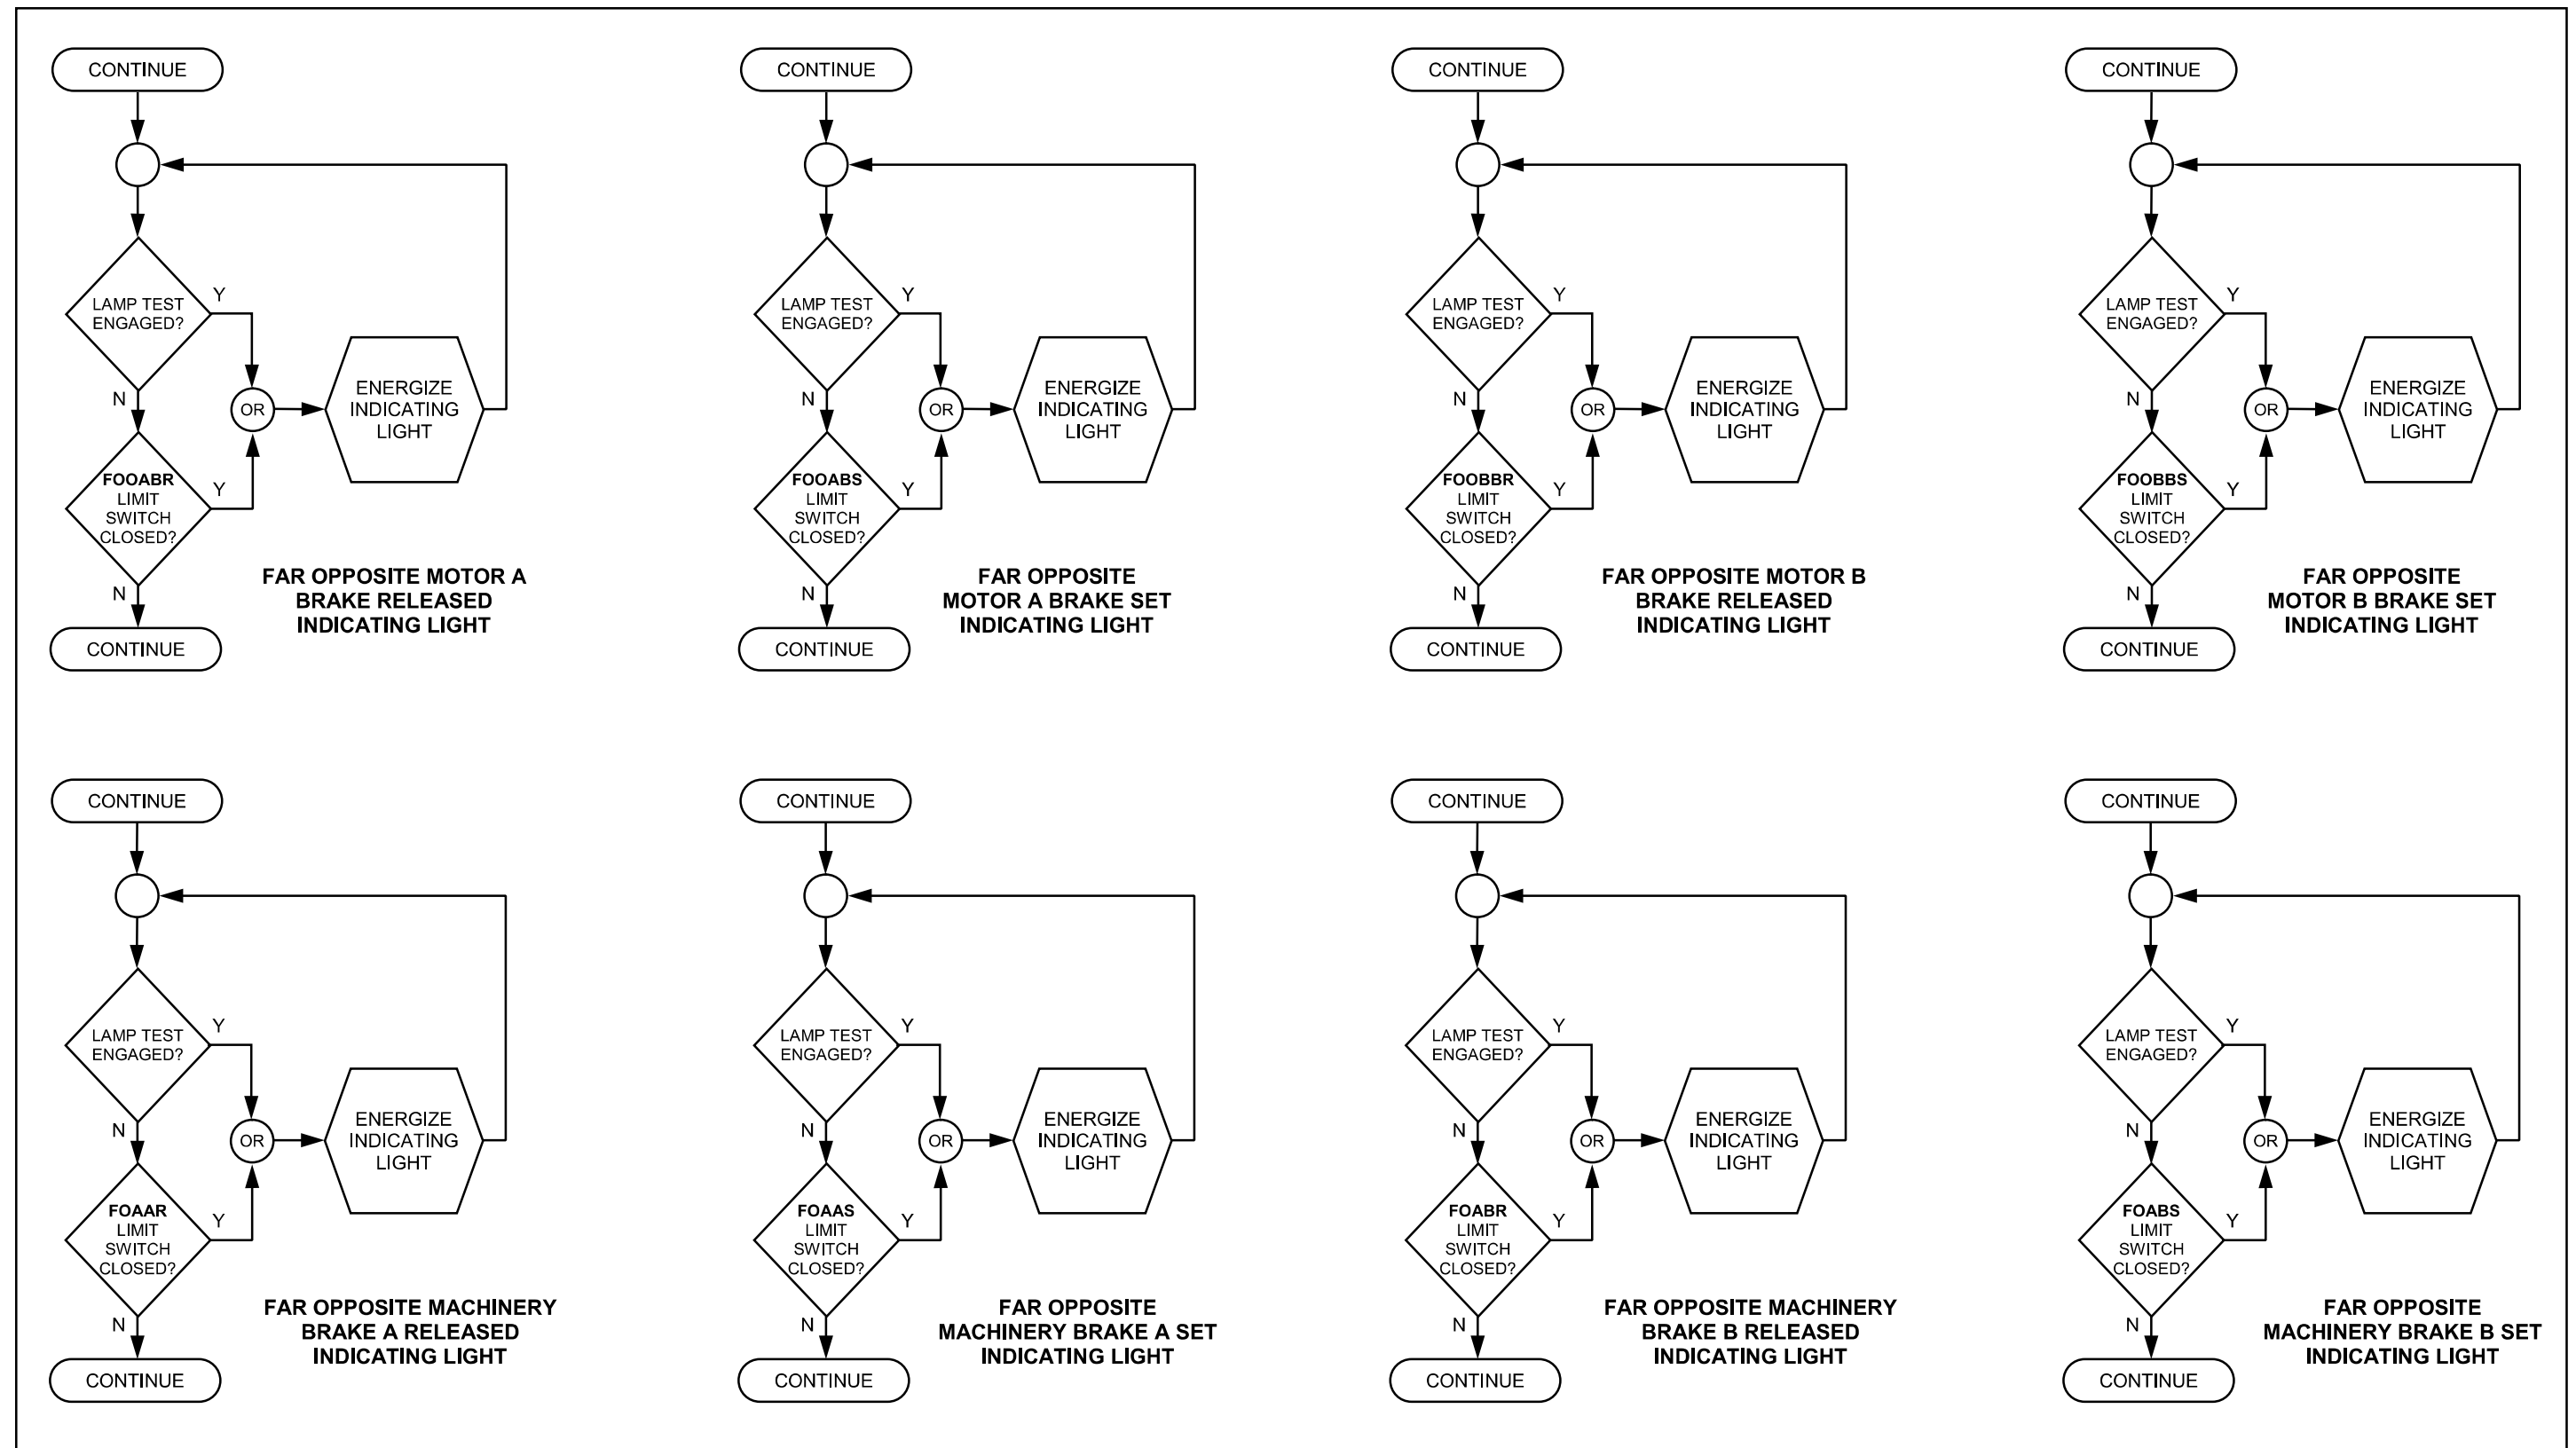 CONTINUE
LAMP TEST
ENGAGED?
Y
N
OR
ENERGIZE
INDICATING
LIGHT
FOOABR
LIMIT
SWITCH
CLOSED?
Y
N
CONTINUE
FAR OPPOSITE MOTOR A
BRAKE RELEASED
INDICATING LIGHT
CONTINUE
LAMP TEST
ENGAGED?
Y
N
OR
ENERGIZE
INDICATING
LIGHT
FOOABS
LIMIT
SWITCH
CLOSED?
Y
N
CONTINUE
FAR OPPOSITE
MOTOR A BRAKE SET
INDICATING LIGHT
CONTINUE
LAMP TEST
ENGAGED?
Y
N
OR
ENERGIZE
INDICATING
LIGHT
FOOBBR
LIMIT
SWITCH
CLOSED?
Y
N
CONTINUE
FAR OPPOSITE MOTOR B
BRAKE RELEASED
INDICATING LIGHT
CONTINUE
LAMP TEST
ENGAGED?
Y
N
OR
ENERGIZE
INDICATING
LIGHT
FOOBBS
LIMIT
SWITCH
CLOSED?
Y
N
CONTINUE
FAR OPPOSITE
MOTOR B BRAKE SET
INDICATING LIGHT
CONTINUE
LAMP TEST
ENGAGED?
Y
N
OR
ENERGIZE
INDICATING
LIGHT
FOAAR
LIMIT
SWITCH
CLOSED?
Y
N
CONTINUE
FAR OPPOSITE MACHINERY
BRAKE A RELEASED
INDICATING LIGHT
CONTINUE
LAMP TEST
ENGAGED?
Y
N
OR
ENERGIZE
INDICATING
LIGHT
FOAAS
LIMIT
SWITCH
CLOSED?
Y
N
CONTINUE
FAR OPPOSITE
MACHINERY BRAKE A SET
INDICATING LIGHT
CONTINUE
LAMP TEST
ENGAGED?
Y
N
OR
ENERGIZE
INDICATING
LIGHT
FOABR
LIMIT
SWITCH
CLOSED?
Y
N
CONTINUE
FAR OPPOSITE MACHINERY
BRAKE B RELEASED
INDICATING LIGHT
CONTINUE
LAMP TEST
ENGAGED?
Y
N
OR
ENERGIZE
INDICATING
LIGHT
FOABS
LIMIT
SWITCH
CLOSED?
Y
N
CONTINUE
FAR OPPOSITE
MACHINERY BRAKE B SET
INDICATING LIGHT